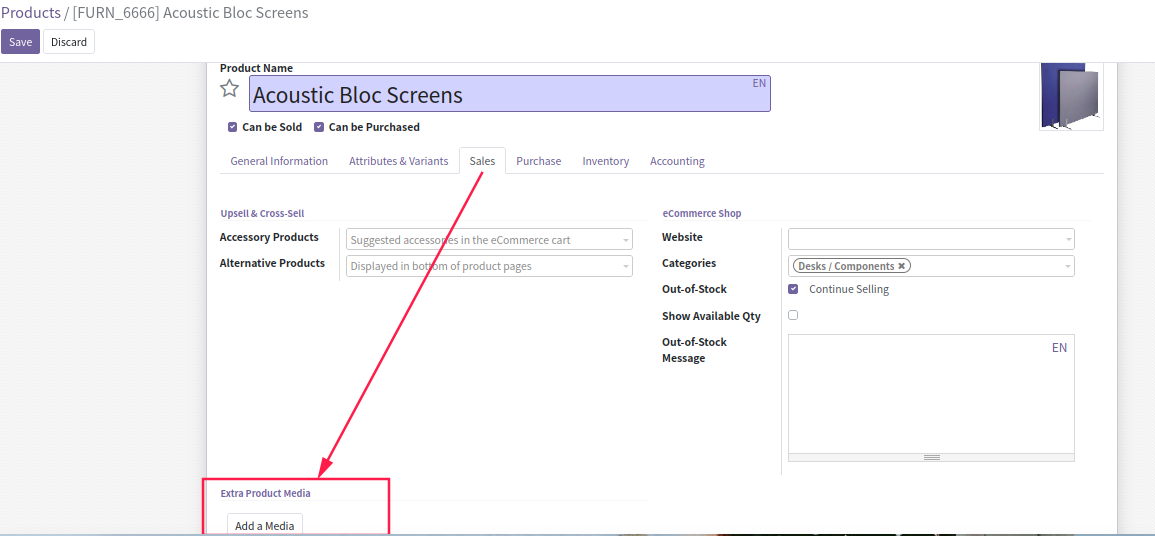 Products / [FURN_6666] Acoustic Bloc Screens
Save Discard
Product Name
Acoustic Bloc Screens EN
Can be Sold Can be Purchased
General Information Attributes & Variants Sales Purchase Inventory Accounting
Upsell & Cross-Sell
Accessory Products Suggested accessories in the eCommerce cart
Alternative Products Displayed in bottom of product pages
eCommerce Shop
Website
Categories Desks / Components ✖
Out-of-Stock Continue Selling
Show Available Qty
Out-of-Stock
Message
EN
Extra Product Media
Add a Media